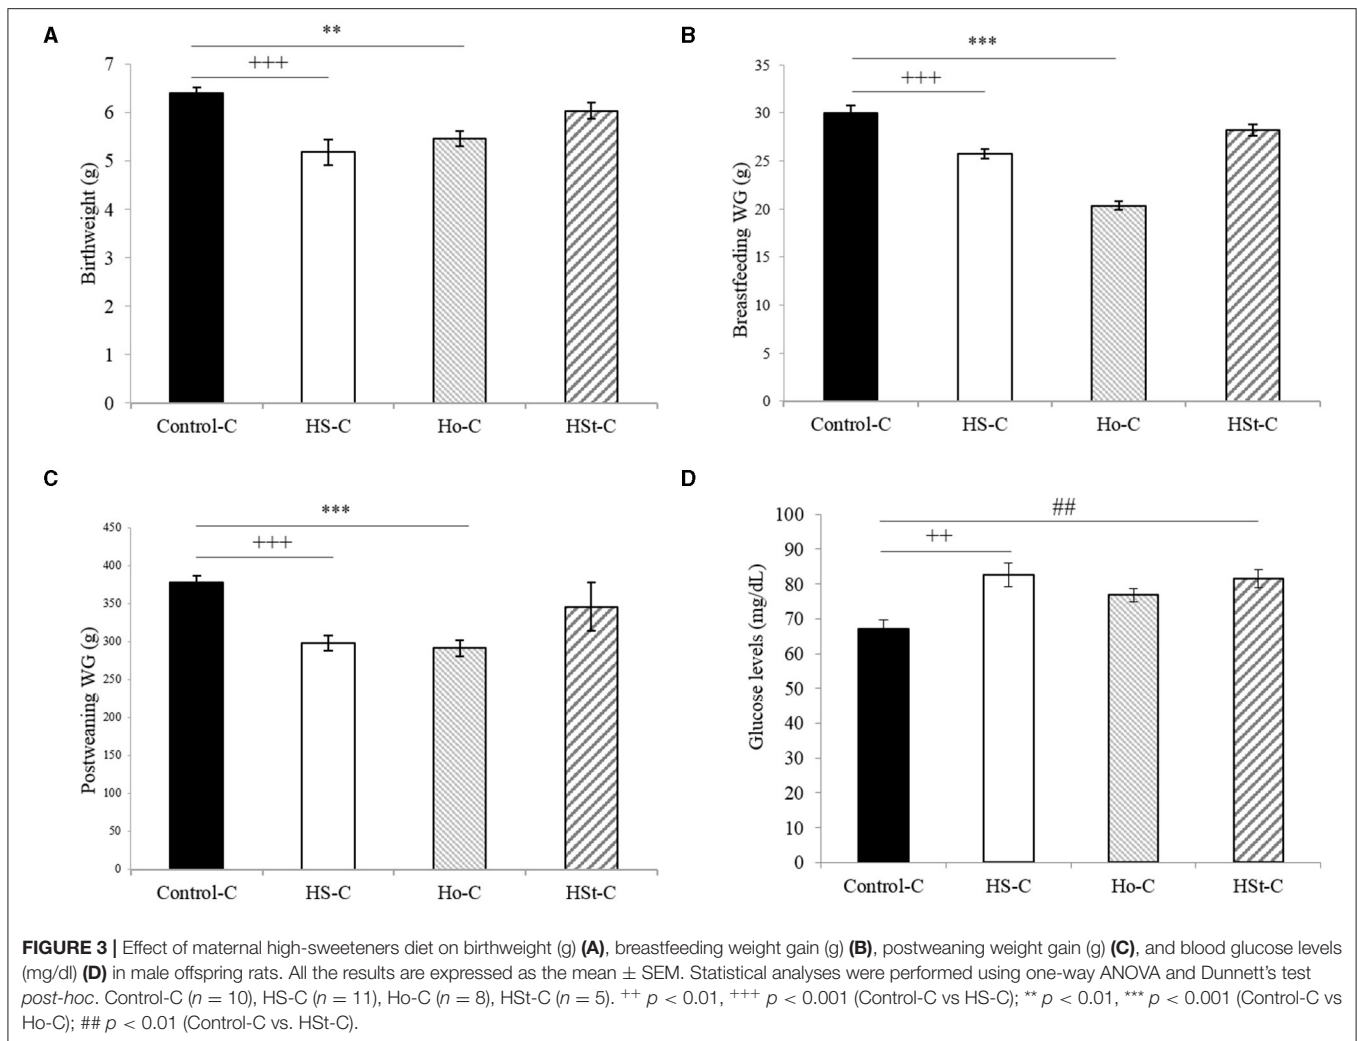 A
**
+++
7
6
5
4
3
2
1
0
Birthweight (g)
Control-C HS-C Ho-C HSt-C
B
***
+++
35
30
25
20
15
10
5
0
Breastfeeding WG (g)
Control-C HS-C Ho-C HSt-C
C
***
+++
450
400
350
300
250
200
150
100
50
0
Postweaning WG (g)
Control-C HS-C Ho-C HSt-C
D
##
++
100
90
80
70
60
50
40
30
20
10
0
Glucose levels (mg/dL)
Control-C HS-C Ho-C HSt-C
FIGURE 3 | Effect of maternal high-sweeteners diet on birthweight (g) (A), breastfeeding weight gain (g) (B), postweaning weight gain (g) (C), and blood glucose levels
(mg/dl) (D) in male offspring rats. All the results are expressed as the mean ± SEM. Statistical analyses were performed using one-way ANOVA and Dunnett's test
post-hoc. Control-C (n = 10), HS-C (n = 11), Ho-C (n = 8), HSt-C (n = 5). ++ p < 0.01, +++ p < 0.001 (Control-C vs HS-C); ** p < 0.01, *** p < 0.001 (Control-C vs
Ho-C); ## p < 0.01 (Control-C vs. HSt-C).